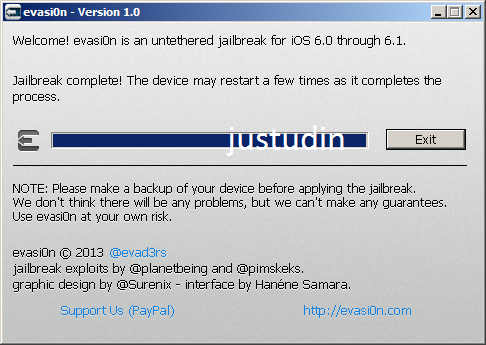 evasi0n - Version 1.0
Welcome! evasi0n is an untethered jailbreak for iOS 6.0 through 6.1.
Jailbreak complete! The device may restart a few times as it completes the
process.
justudin
Exit
NOTE: Please make a backup of your device before applying the jailbreak.
We don't think there will be any problems, but we can't make any guarantees.
Use evasi0n at your own risk.
evasi0n © 2013 @evad3rs
jailbreak exploits by @planetbeing and @pimskeks.
graphic design by @Surenix - interface by Hanéne Samara.
Support Us (PayPal) http://evasi0n.com